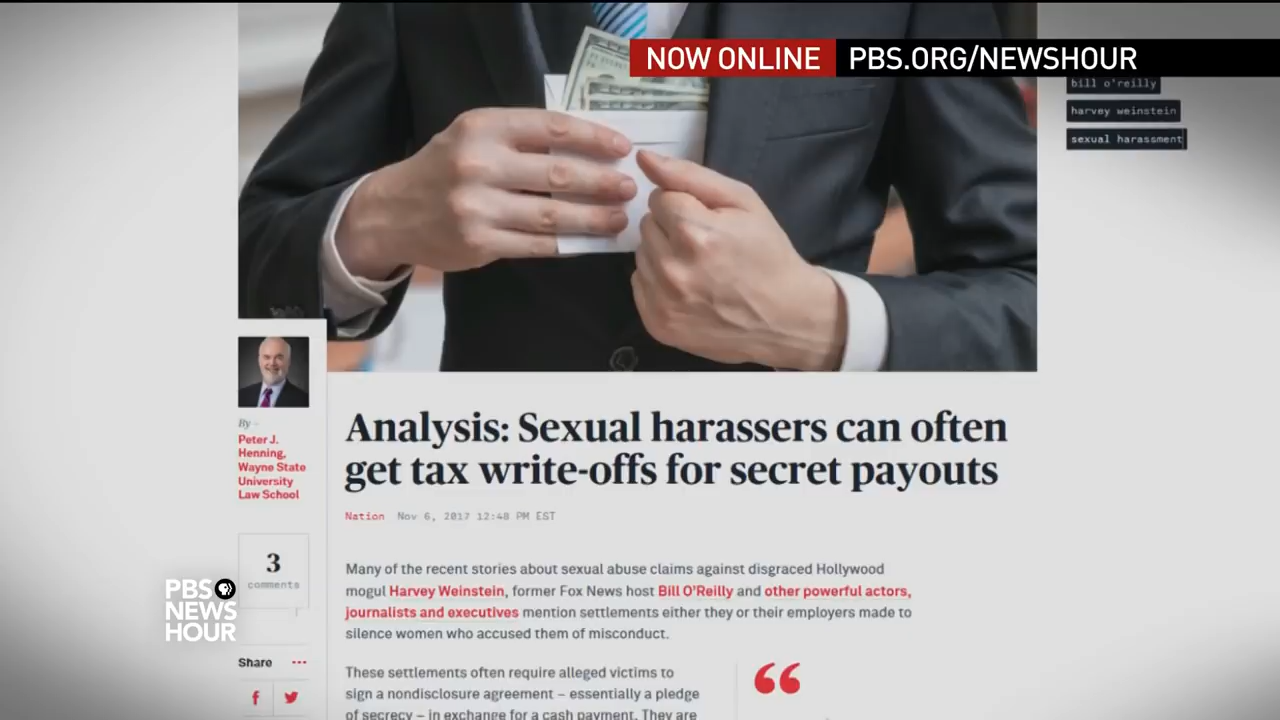 NOW ONLINE PBS.ORG/NEWSHOUR
bill o'reilly
harvey weinstein
sexual harassment
By -
Peter J.
Henning,
Wayne State
University
Law School
Analysis: Sexual harassers can often
get tax write-offs for secret payouts
Nation Nov 6, 2017 12:48 PM EST
3
comments
Many of the recent stories about sexual abuse claims against disgraced Hollywood
mogul Harvey Weinstein, former Fox News host Bill O'Reilly and other powerful actors,
journalists and executives mention settlements either they or their employers made to
silence women who accused them of misconduct.
PBS
NEWS
HOUR
Share
These settlements often require alleged victims to
sign a nondisclosure agreement – essentially a pledge
of secrecy – in exchange for a cash payment. They are